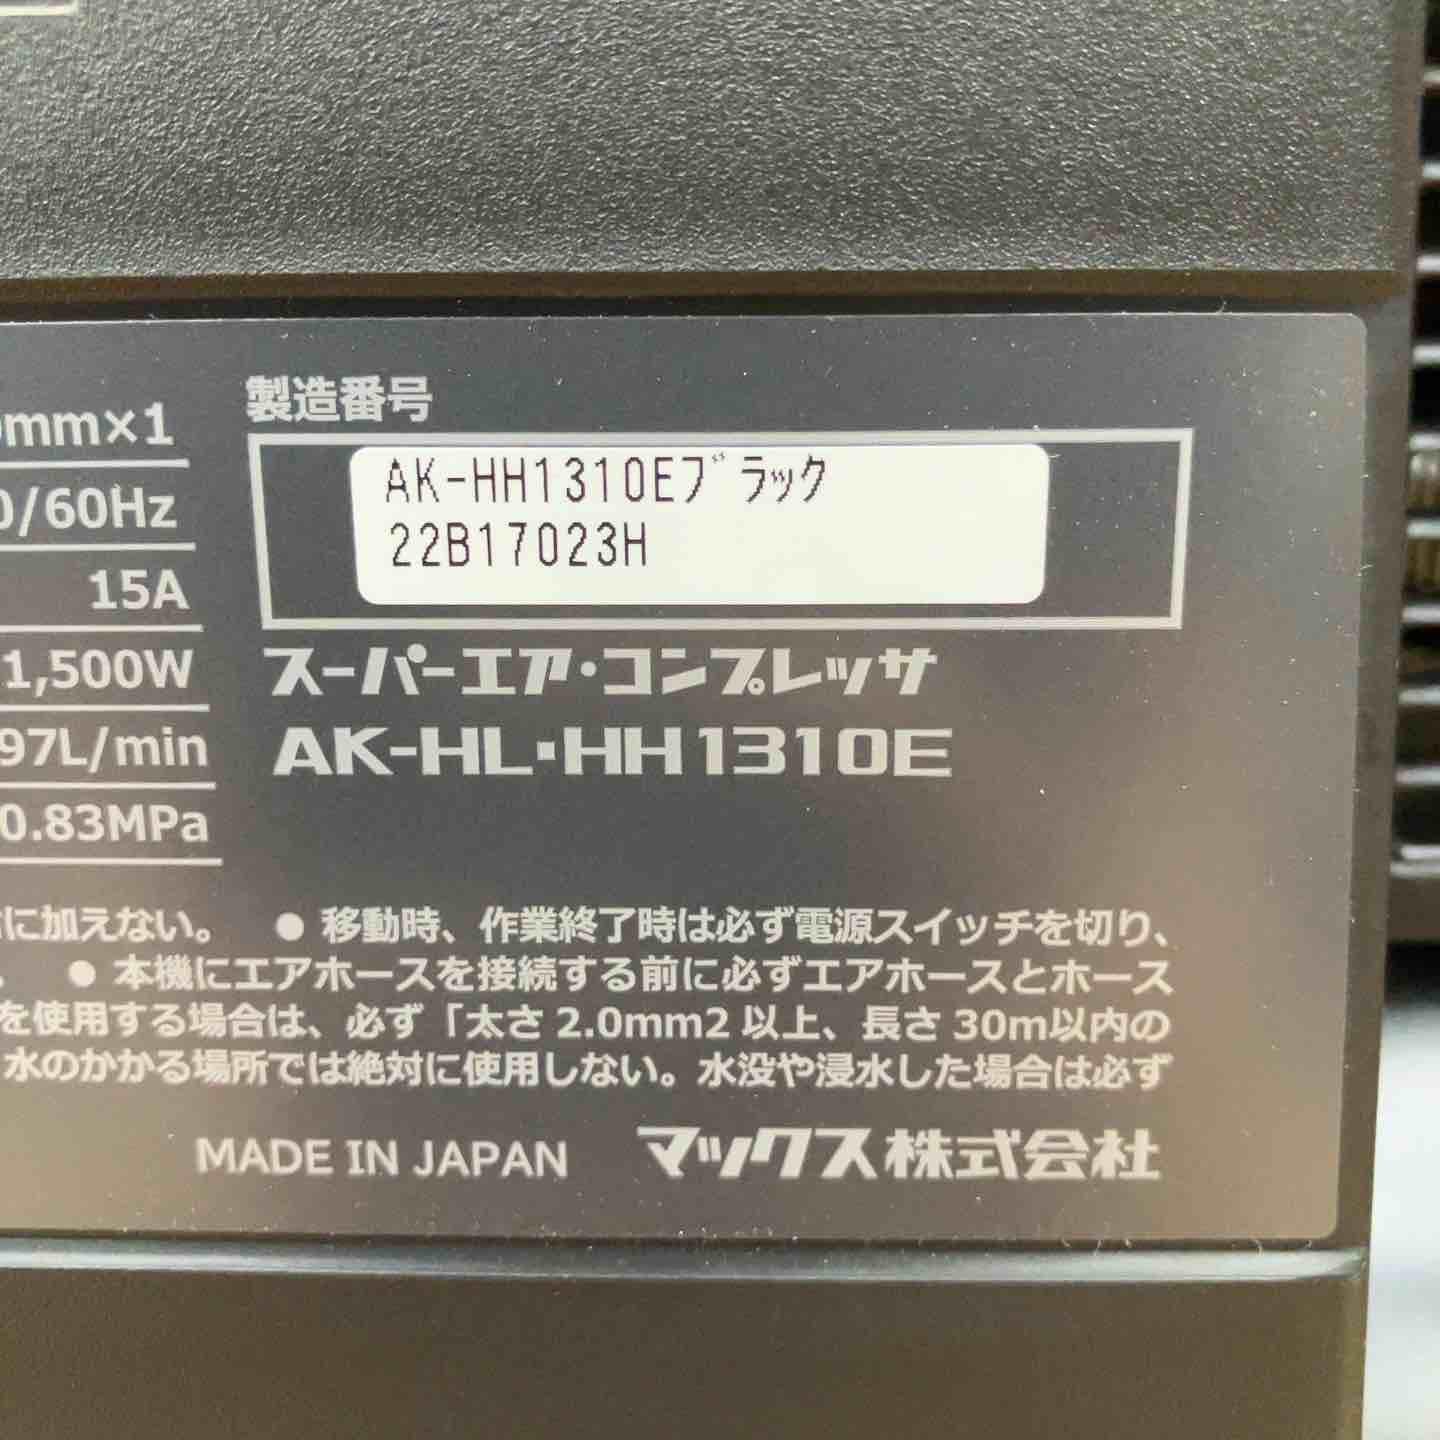 製造番号
mm×1
AK-HH1310Eブラック
/60Hz
22B17023H
15A
1,500W
スーパーエア・コンプレッサ
97L/min
AK-HL・HH1310E
0.83MPa
に加えない。 ● 移動時、作業終了時は必ず電源スイッチを切り、
● 本機にエアホースを接続する前に必ずエアホースとホース
を使用する場合は、必ず「太さ 2.0mm2 以上、長さ 30m以内の
水のかかる場所では絶対に使用しない。水没や浸水した場合は必ず
MADE IN JAPAN マックス株式会社